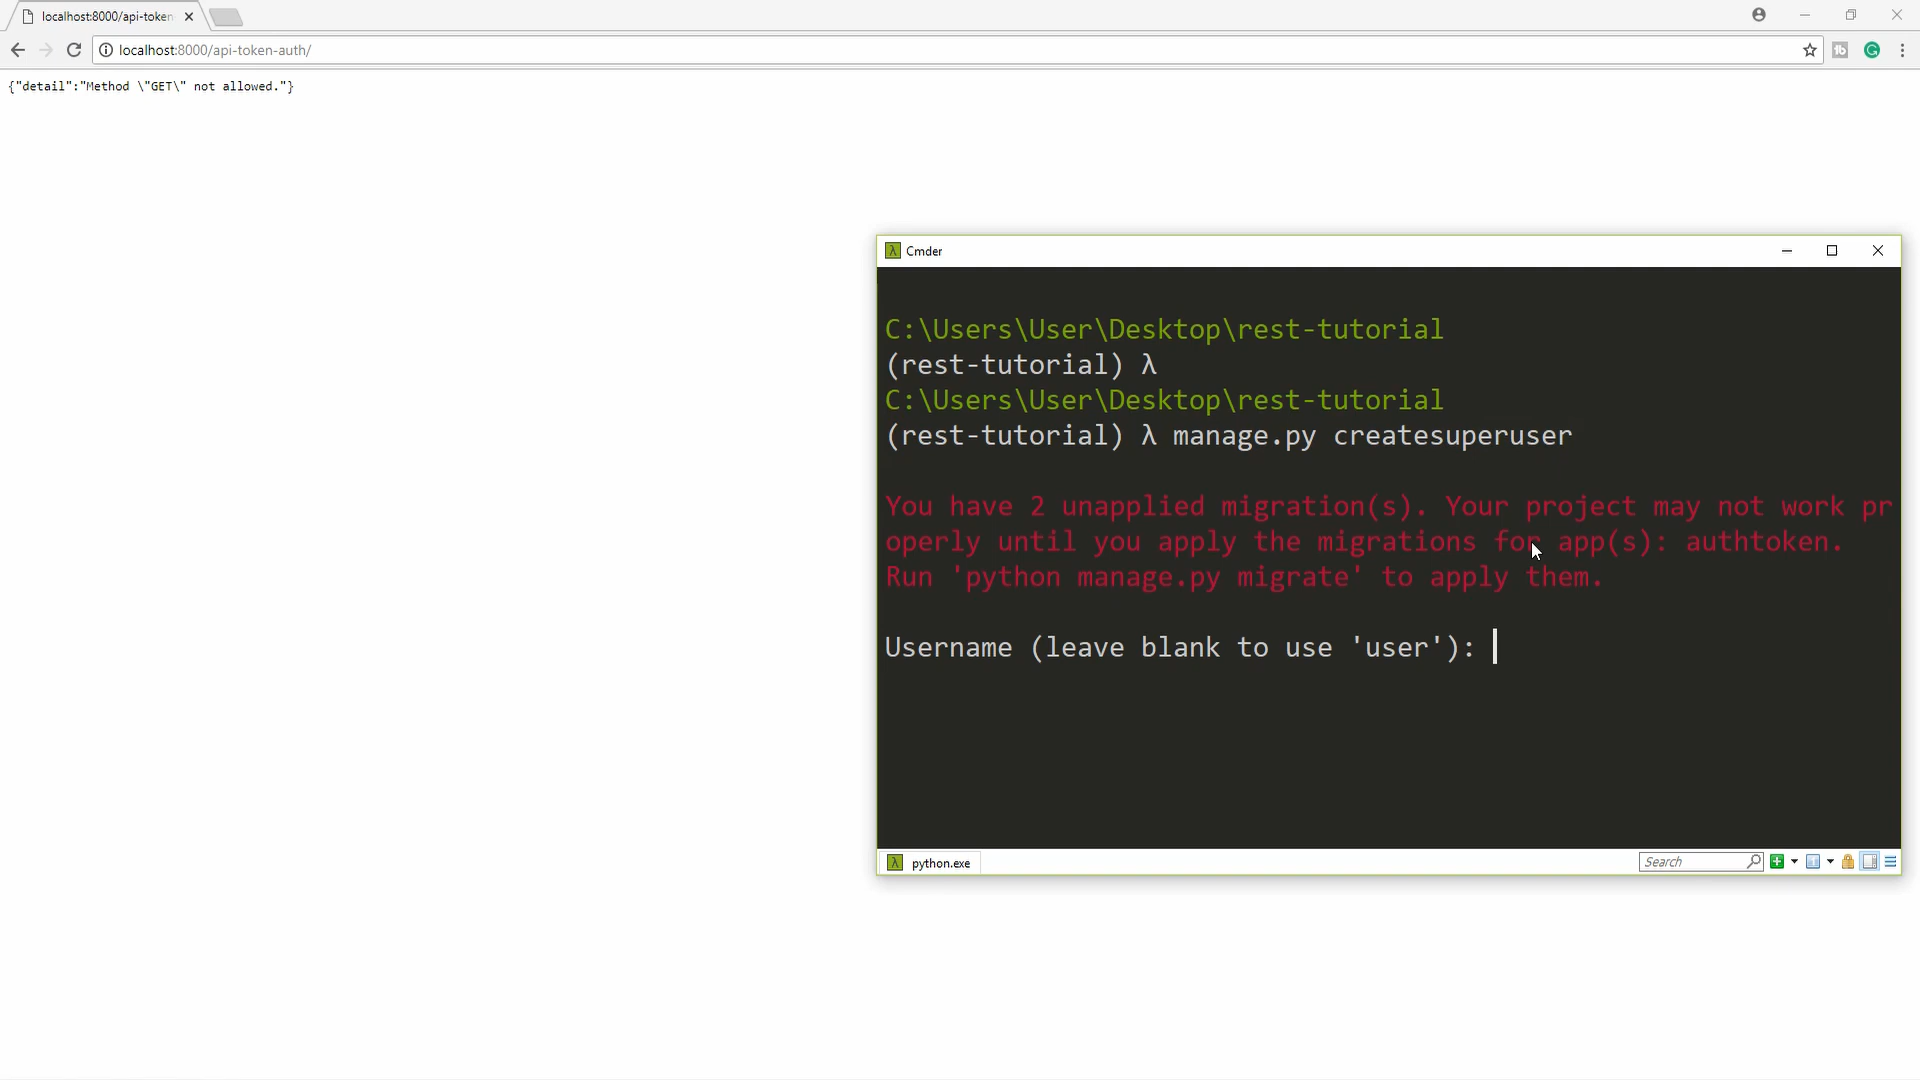 localhost:8000/api-token
localhost:8000/api-token-auth/
{"detail":"Method \"GET\" not allowed."}
Cmder
C:\Users\User\Desktop\rest-tutorial
(rest-tutorial) λ
C:\Users\User\Desktop\rest-tutorial
(rest-tutorial) λ manage.py createsuperuser
You have 2 unapplied migration(s). Your project may not work pr
operly until you apply the migrations for app(s): authtoken.
Run 'python manage.py migrate' to apply them.
Username (leave blank to use 'user'):
python.exe
Search